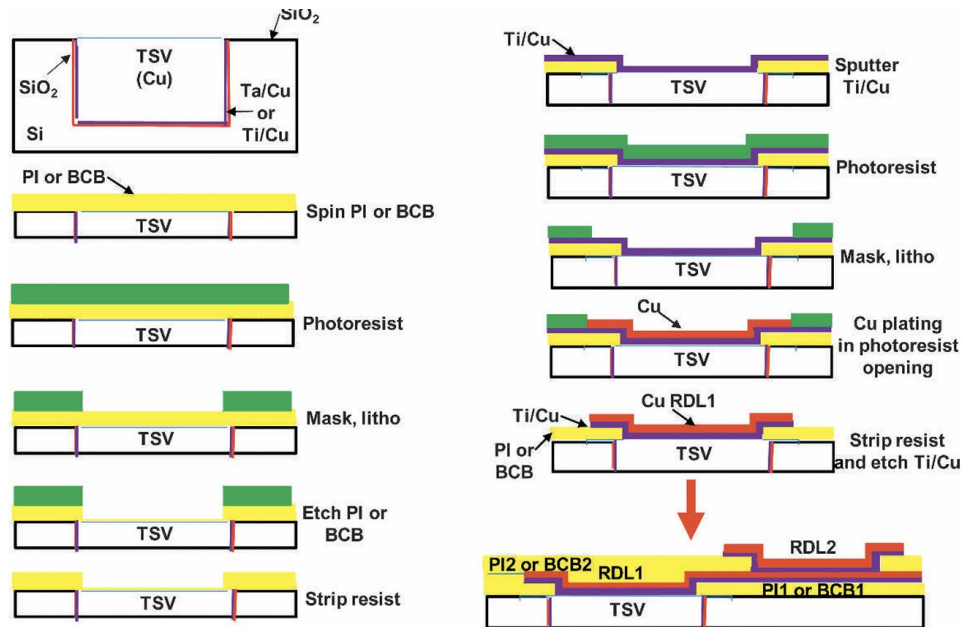 SiO2
TSV
(Cu)
SiO2
Ta/Cu
or
Ti/Cu
Si
PI or BCB
TSV
Spin PI or BCB
TSV
Photoresist
TSV
Mask, litho
TSV
Etch PI or
BCB
TSV
Strip resist
Ti/Cu
TSV
Sputter
Ti/Cu
TSV
Photoresist
TSV
Mask, litho
Cu
TSV
Cu plating
in photoresist
opening
Ti/Cu
Cu RDL1
PI or
BCB
TSV
Strip resist
and etch Ti/Cu
RDL2
PI2 or BCB2
RDL1
PI1 or BCB1
TSV